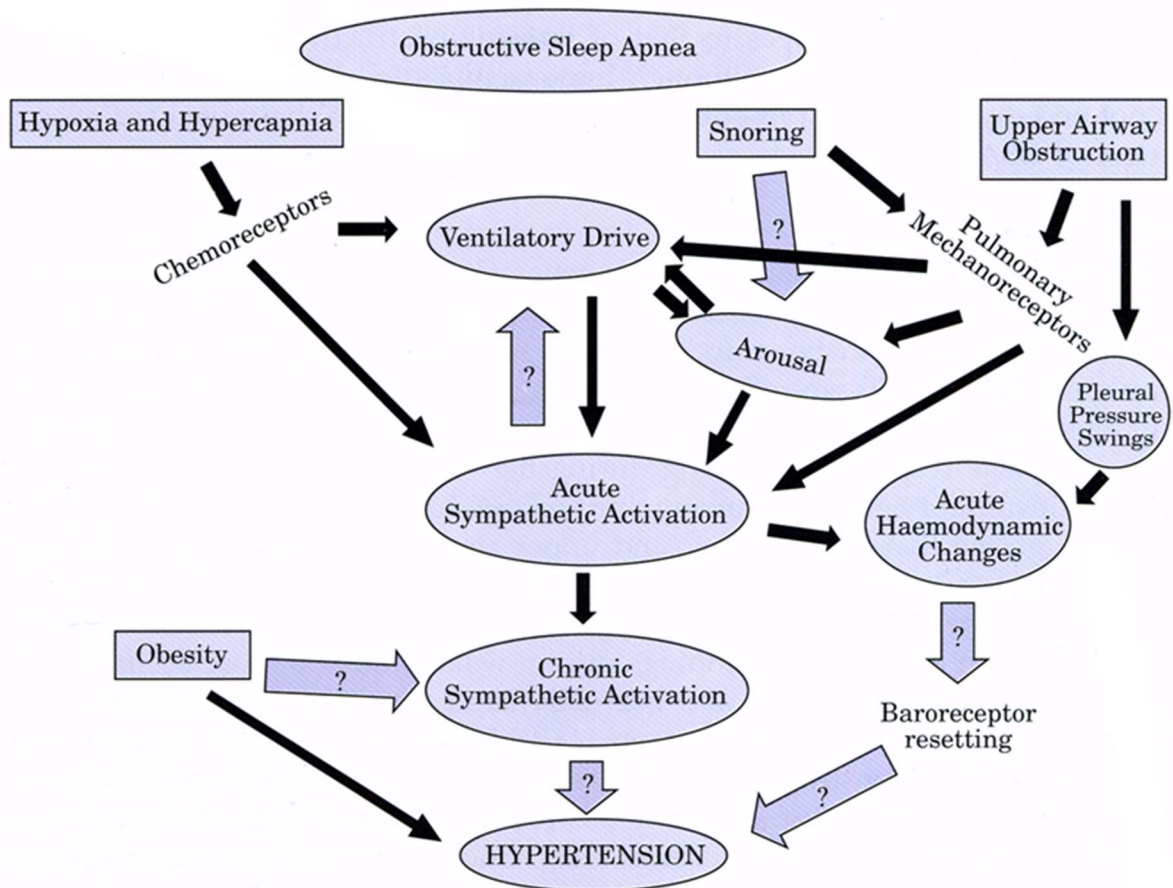 Obstructive Sleep Apnea
Hypoxia and Hypercapnia
Snoring
Upper Airway
Obstruction
Chemoreceptors
Ventilatory Drive
?
Pulmonary
Mechanoreceptors
Arousal
?
Pleural
Pressure
Swings
Acute
Sympathetic Activation
Acute
Haemodynamic
Changes
?
Obesity
?
Chronic
Sympathetic Activation
Baroreceptor
resetting
?
?
HYPERTENSION